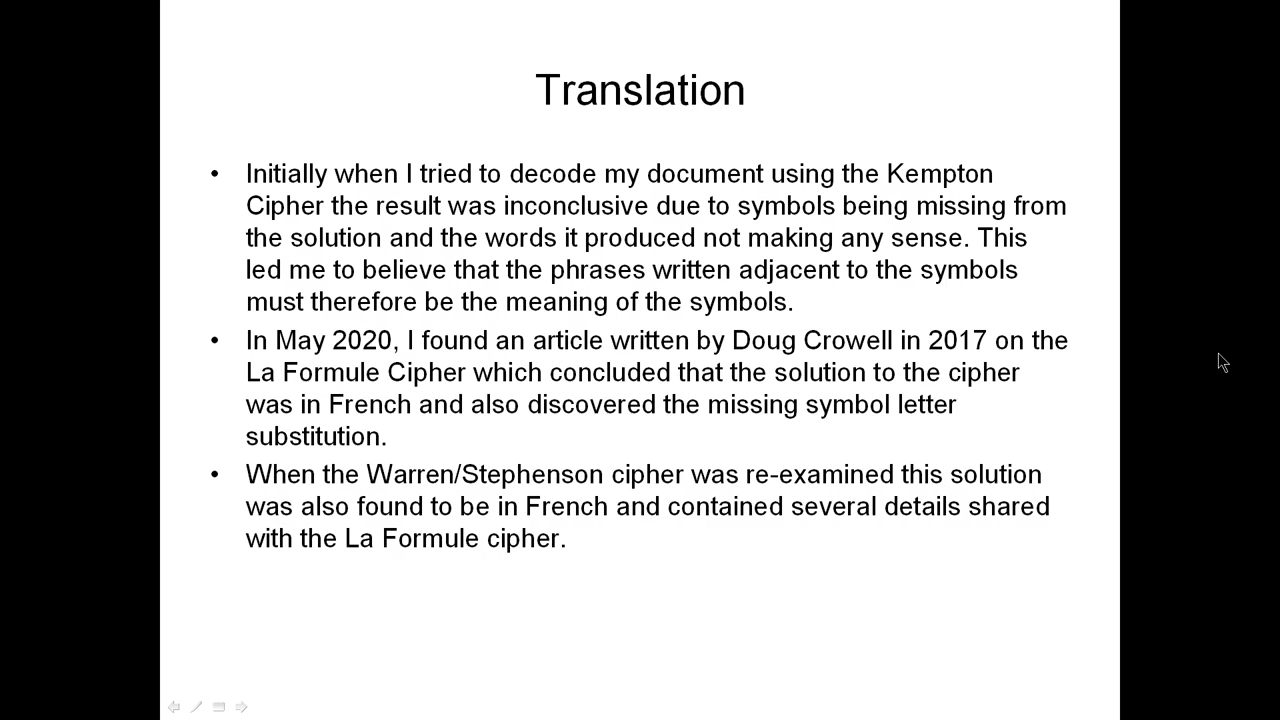 Translation
• Initially when I tried to decode my document using the Kempton
Cipher the result was inconclusive due to symbols being missing from
the solution and the words it produced not making any sense. This
led me to believe that the phrases written adjacent to the symbols
must therefore be the meaning of the symbols.
• In May 2020, I found an article written by Doug Crowell in 2017 on the
La Formule Cipher which concluded that the solution to the cipher
was in French and also discovered the missing symbol letter
substitution.
• When the Warren/Stephenson cipher was re-examined this solution
was also found to be in French and contained several details shared
with the La Formule cipher.